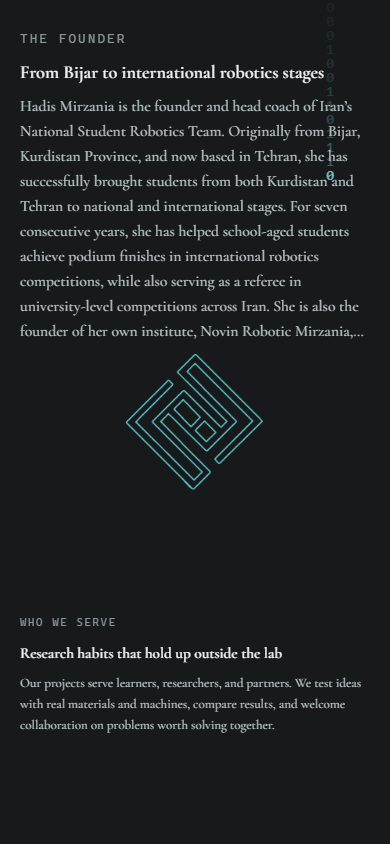 THE FOUNDER
From Bijar to international robotics stages
Hadis Mirzania is the founder and head coach of Iran's
National Student Robotics Team. Originally from Bijar,
Kurdistan Province, and now based in Tehran, she has
successfully brought students from both Kurdistan and
Tehran to national and international stages. For seven
consecutive years, she has helped school-aged students
achieve podium finishes in international robotics
competitions, while also serving as a referee in
university-level competitions across Iran. She is also the
founder of her own institute, Novin Robotic Mirzania,...
WHO WE SERVE
Research habits that hold up outside the lab
Our projects serve learners, researchers, and partners. We test ideas
with real materials and machines, compare results, and welcome
collaboration on problems worth solving together.